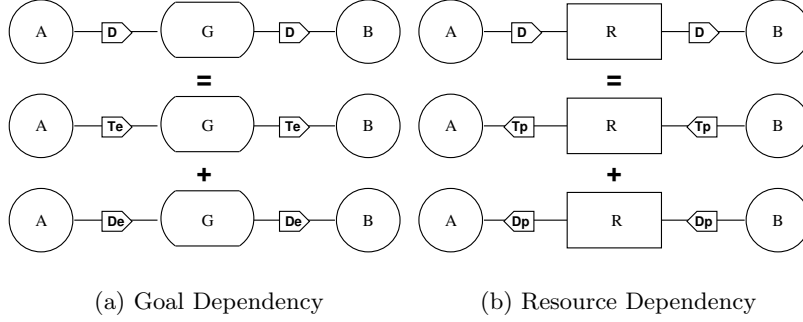 A D G D B A D R D B
= =
A Te G Te B A Tp R Tp B
+ +
A De G De B A Dp R Dp B
(a) Goal Dependency (b) Resource Dependency